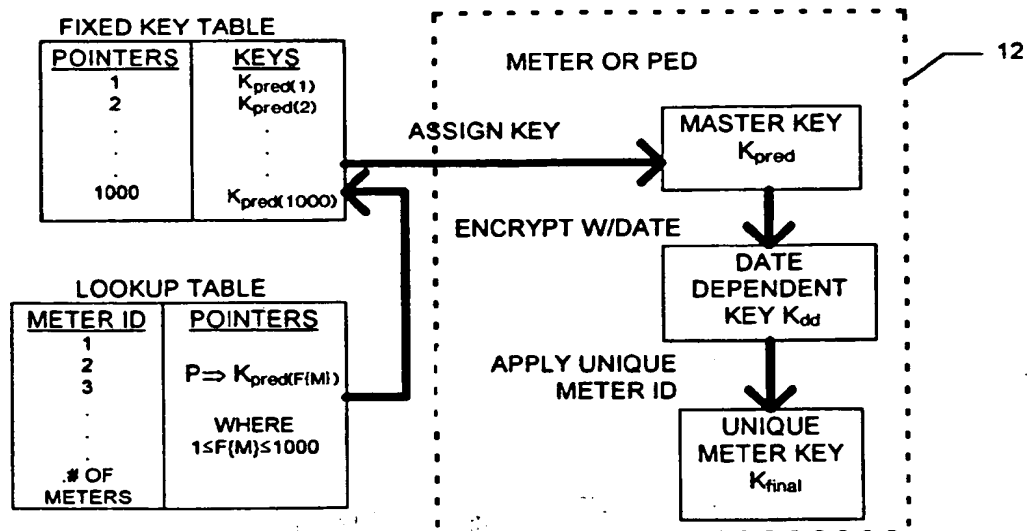 FIXED KEY TABLE
POINTERS KEYS
1 Kpred(1)
2 Kpred(2)
. .
. .
. .
1000 Kpred(1000)
LOOKUP TABLE
METER ID POINTERS
1
2
3
P⇒ Kpred(F{M})
.
.
.
WHERE
1≤F{M}≤1000
.# OF
METERS
METER OR PED
12
ASSIGN KEY
MASTER KEY
Kpred
ENCRYPT W/DATE
DATE
DEPENDENT
KEY Kdd
APPLY UNIQUE
METER ID
UNIQUE
METER KEY
Kfinal